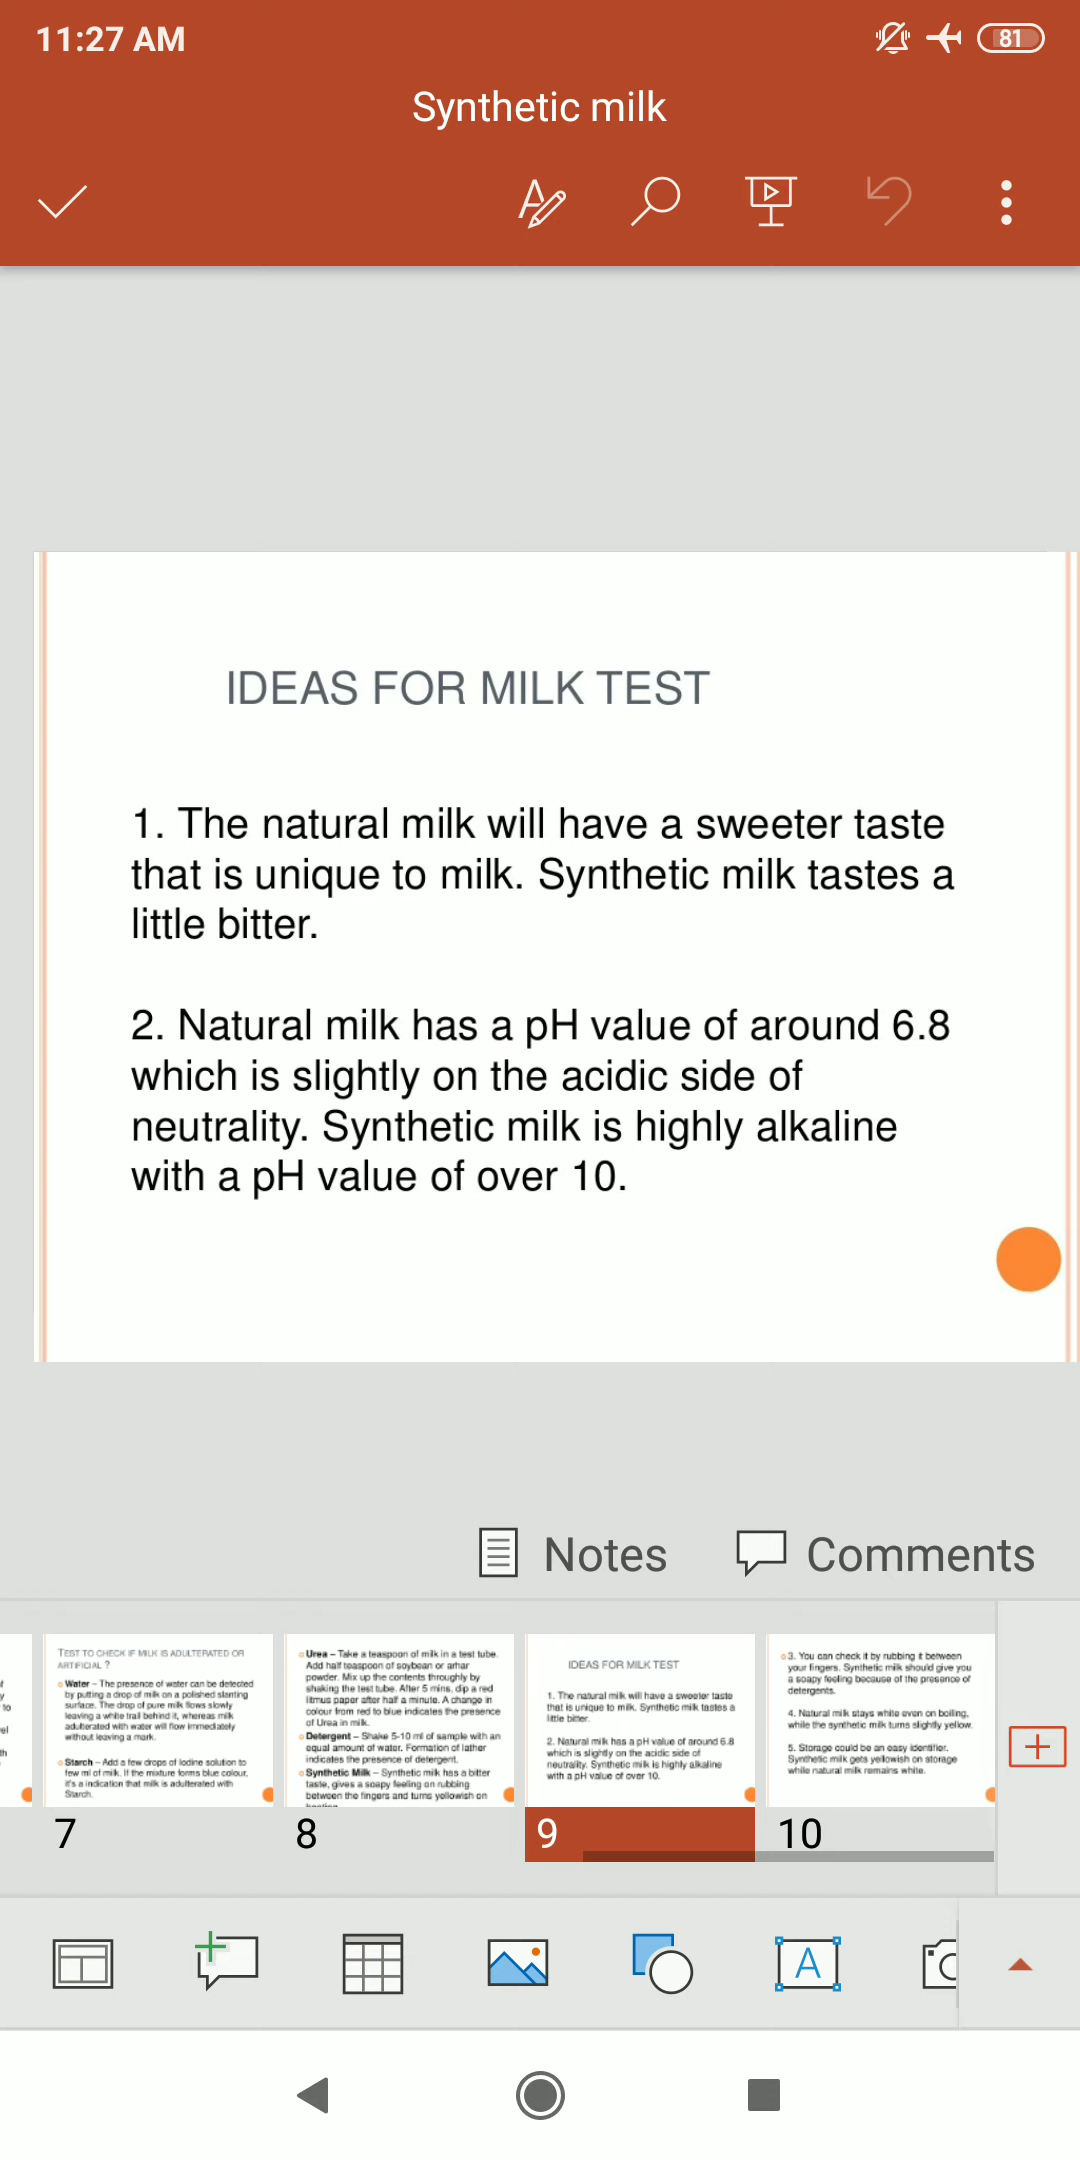 11:27 AM
81
Synthetic milk
IDEAS FOR MILK TEST
1. The natural milk will have a sweeter taste
that is unique to milk. Synthetic milk tastes a
little bitter.
2. Natural milk has a pH value of around 6.8
which is slightly on the acidic side of
neutrality. Synthetic milk is highly alkaline
with a pH value of over 10.
Notes
Comments
TEST TO CHECK IF MILK IS ADULTERATED OR
ARTIFICIAL ?
Water – The presence of water can be detected
by putting a drop of milk on a polished slanting
surface. The drop of pure milk flows slowly
leaving a white trail behind it, whereas milk
adulterated with water will flow immediately
without leaving a mark.
Starch – Add a few drops of Iodine solution to
few ml of milk. If the mixture forms blue colour,
it's a indication that milk is adulterated with
Starch.
7
Urea – Take a teaspoon of milk in a test tube.
Add half teaspoon of soybean or arhar
powder. Mix up the contents throughly by
shaking the test tube. After 5 mins, dip a red
litmus paper after half a minute. A change in
colour from red to blue indicates the presence
of Urea in milk.
Detergent – Shake 5-10 ml of sample with an
equal amount of water. Formation of lather
indicates the presence of detergent.
Synthetic Milk – Synthetic milk has a bitter
taste, gives a soapy feeling on rubbing
between the fingers and turns yellowish on
8
IDEAS FOR MILK TEST
1. The natural milk will have a sweeter taste
that is unique to milk. Synthetic milk tastes a
little bitter.
2. Natural milk has a pH value of around 6.8
which is slightly on the acidic side of
neutrality. Synthetic milk is highly alkaline
with a pH value of over 10.
9
3. You can check it by rubbing it between
your fingers. Synthetic milk should give you
a soapy feeling because of the presence of
detergents.
4. Natural milk stays white even on boiling,
while the synthetic milk turns slightly yellow.
5. Storage could be an easy identifier.
Synthetic milk gets yellowish on storage
while natural milk remains white.
10
A